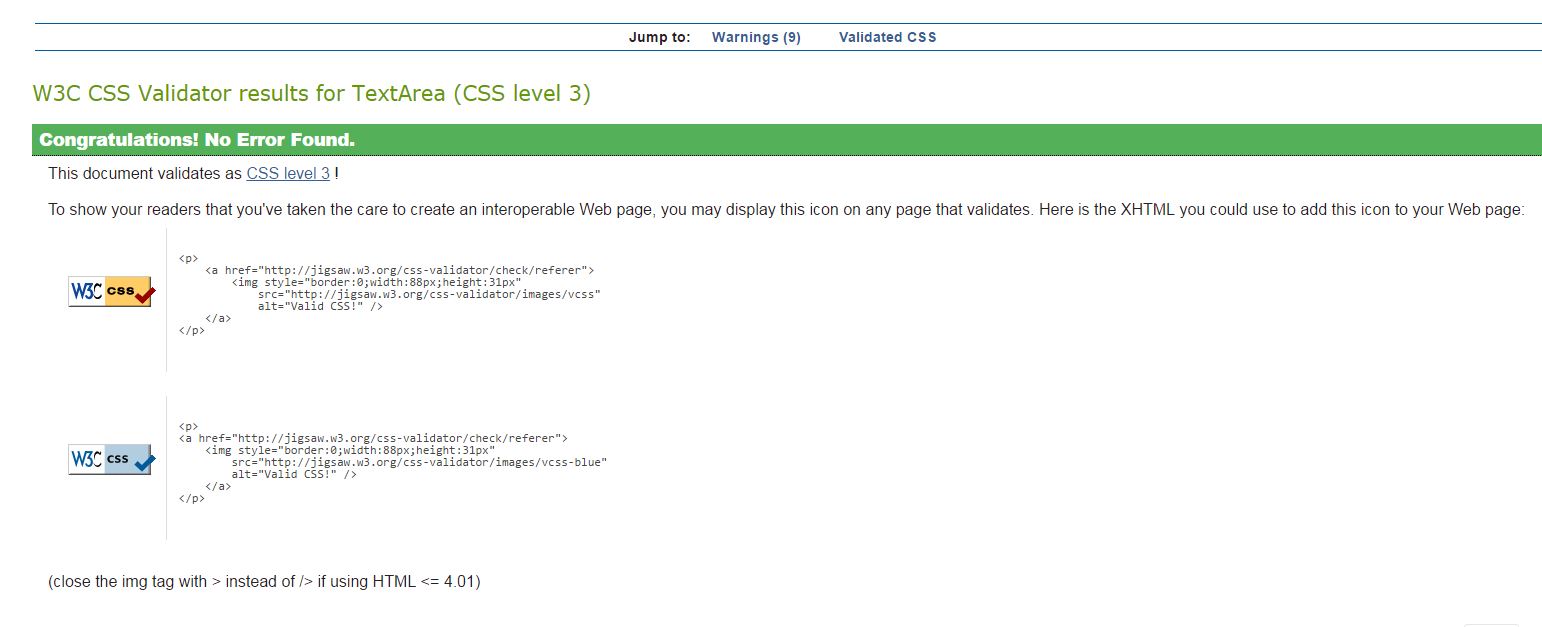 Jump to: Warnings (9) Validated CSS
W3C CSS Validator results for TextArea (CSS level 3)
Congratulations! No Error Found.
This document validates as CSS level 3 !
To show your readers that you've taken the care to create an interoperable Web page, you may display this icon on any page that validates. Here is the XHTML you could use to add this icon to your Web page:
W3C css
<p>
<a href="http://jigsaw.w3.org/css-validator/check/referer">
<img style="border:0;width:88px;height:31px"
src="http://jigsaw.w3.org/css-validator/images/vcss"
alt="Valid CSS!" />
</a>
</p>
W3C css
<p>
<a href="http://jigsaw.w3.org/css-validator/check/referer">
<img style="border:0;width:88px;height:31px"
src="http://jigsaw.w3.org/css-validator/images/vcss-blue"
alt="Valid CSS!" />
</a>
</p>
(close the img tag with > instead of /> if using HTML <= 4.01)